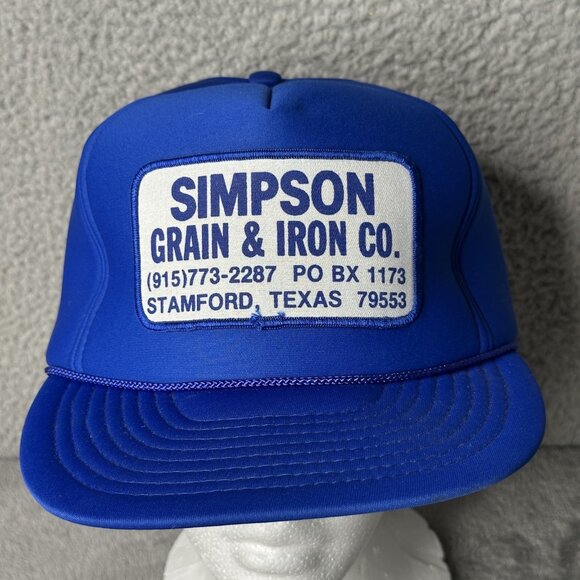 SIMPSON
GRAIN & IRON CO.
(915)773-2287 PO BX 1173
STAMFORD, TEXAS 79553